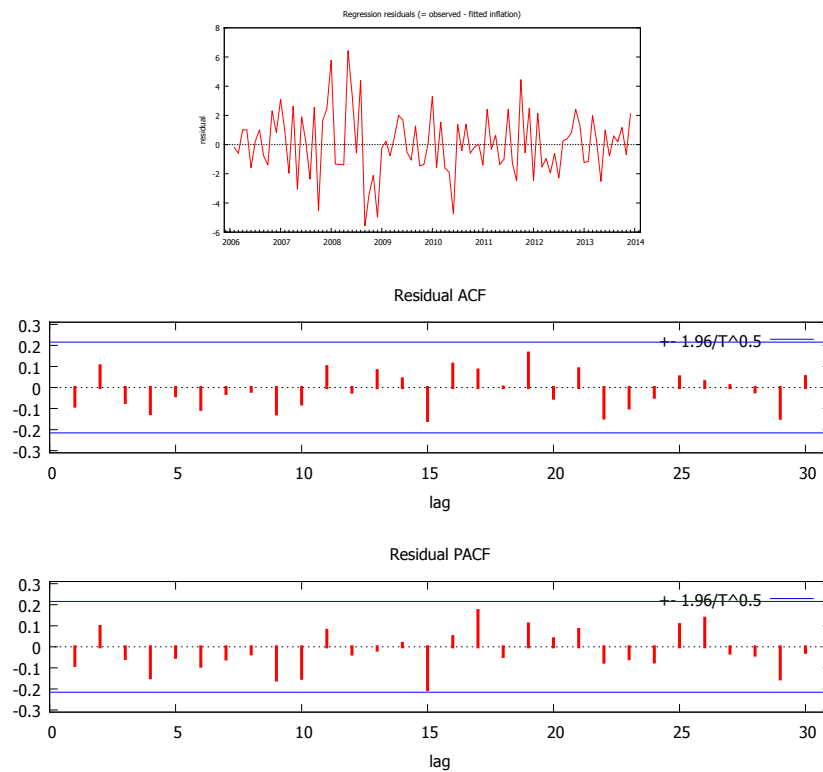 Regression residuals (= observed - fitted inflation)
8
6
4
2
0
-2
-4
-6
residual
2006 2007 2008 2009 2010 2011 2012 2013 2014
Residual ACF
0.3
0.2
0.1
0
-0.1
-0.2
-0.3
+- 1.96/T^0.5
0 5 10 15 20 25 30
lag
Residual PACF
0.3
0.2
0.1
0
-0.1
-0.2
-0.3
+- 1.96/T^0.5
0 5 10 15 20 25 30
lag